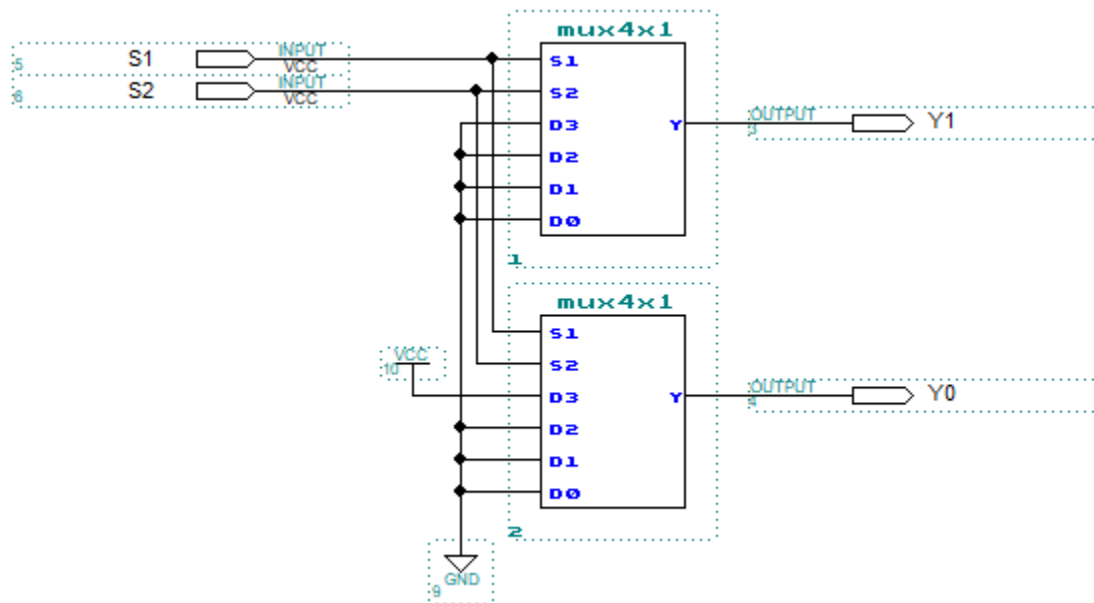 mux4x1
S1 INPUT VCC
5
S2 INPUT VCC
6
S1
S2
D3 Y
D2
D1
D0
1
OUTPUT Y1
3
mux4x1
S1
S2
D3 Y
D2
D1
D0
2
VCC
10
OUTPUT Y0
4
GND
9